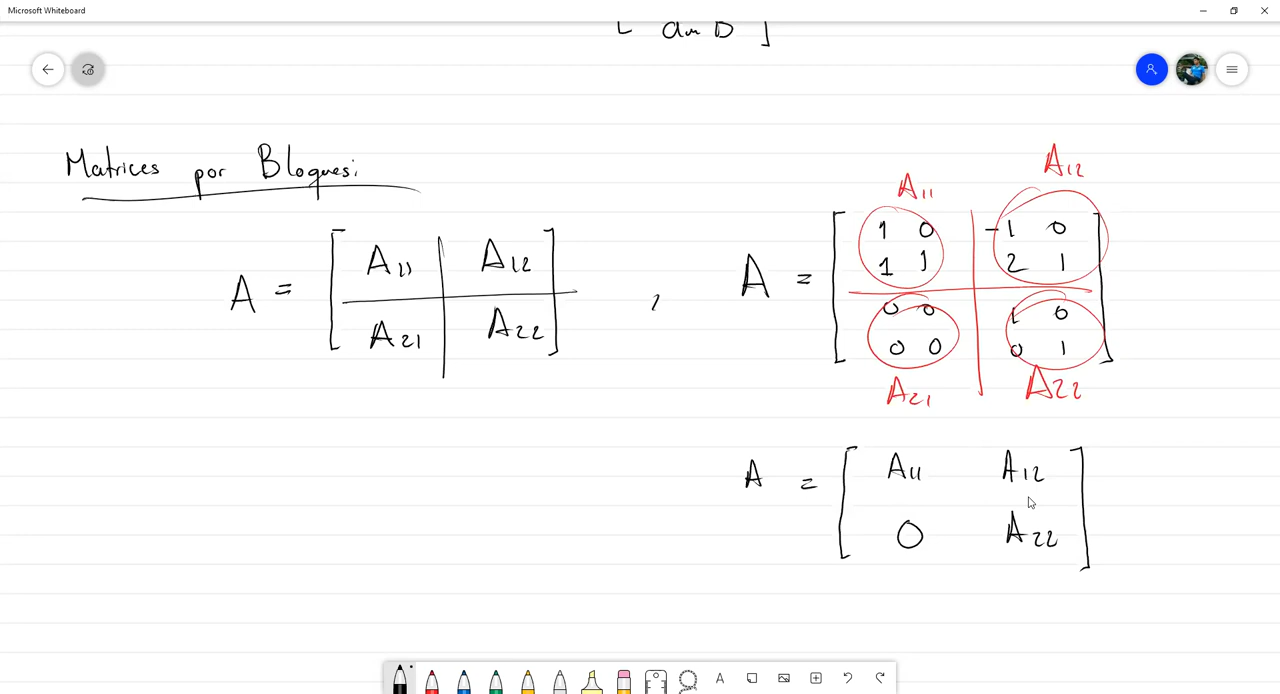 Microsoft Whiteboard
[ am D ]
Matrices por Bloques:
A = [ A11 | A12
A21 | A22 ] ,
A11 A12
A = [ 1 0 | -1 0
1 1 | 2 1
0 0 | 1 0
0 0 | 0 1 ]
A21 A22
A = [ A11 A12
0 A22 ]
A